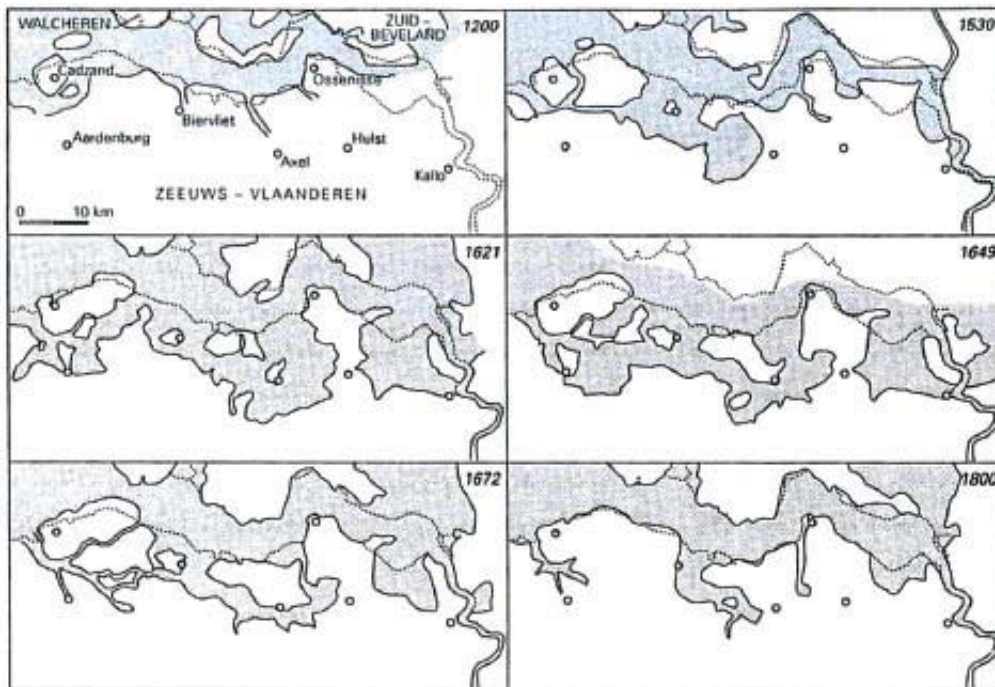 WALCHEREN
ZUID -
BEVELAND
1200
Cadzand
Ossenisse
Biervliet
Aardenburg
Axel
Hulst
Kallo
ZEEUWS - VLAANDEREN
0 10 km
1530
1621
1649
1672
1800